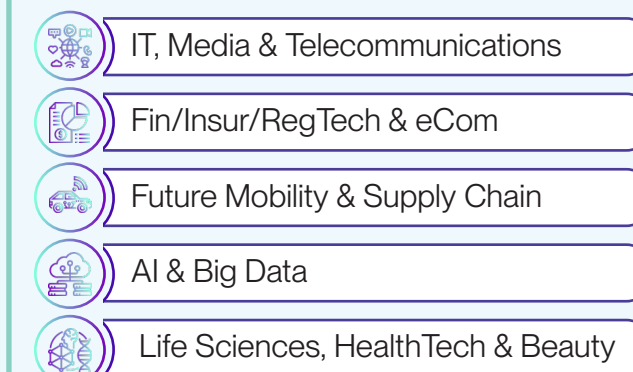 IT, Media & Telecommunications
Fin/Insur/RegTech & eCom
Future Mobility & Supply Chain
AI & Big Data
Life Sciences, HealthTech & Beauty